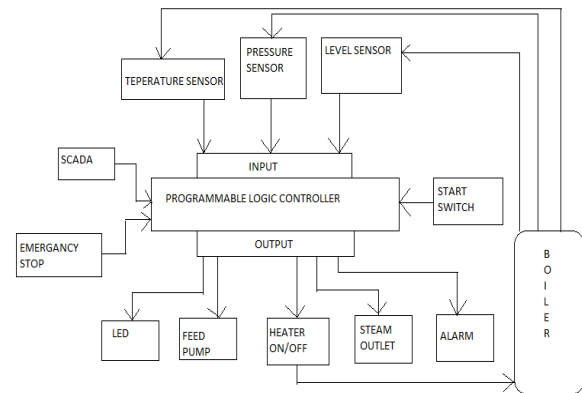 TEPERATURE SENSOR
PRESSURE
SENSOR
LEVEL SENSOR
INPUT
SCADA
PROGRAMMABLE LOGIC CONTROLLER
START
SWITCH
EMERGANCY
STOP
OUTPUT
LED
FEED
PUMP
HEATER
ON/OFF
STEAM
OUTLET
ALARM
B
O
I
L
E
R